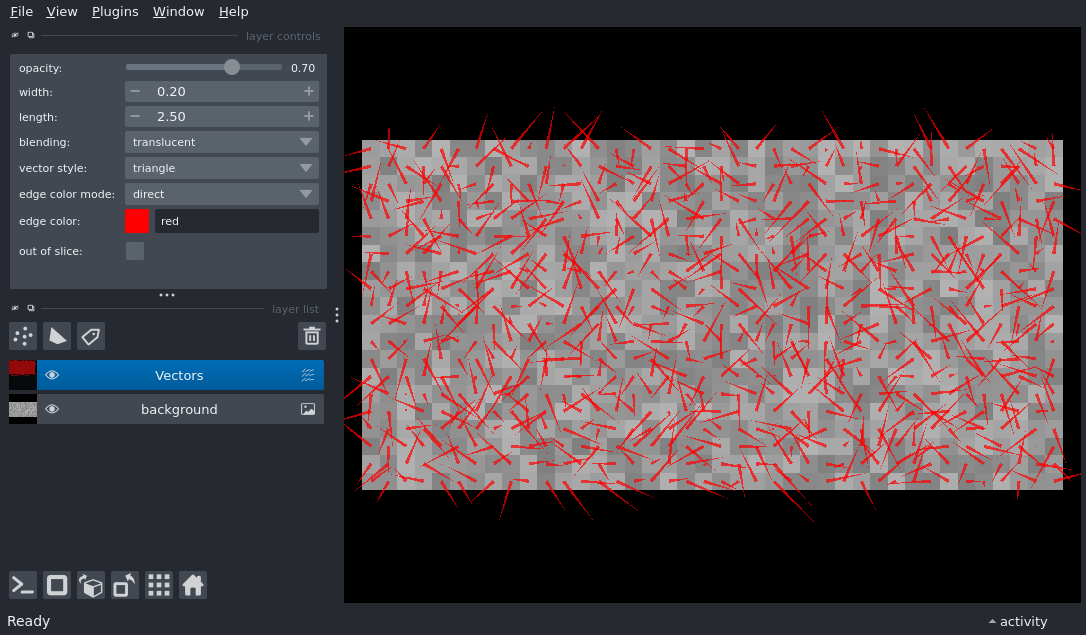 File View Plugins Window Help
layer controls
opacity: 0.70
width: − 0.20 +
length: − 2.50 +
blending: translucent
vector style: triangle
edge color mode: direct
edge color: red
out of slice:
layer list
Vectors
background
Ready
activity